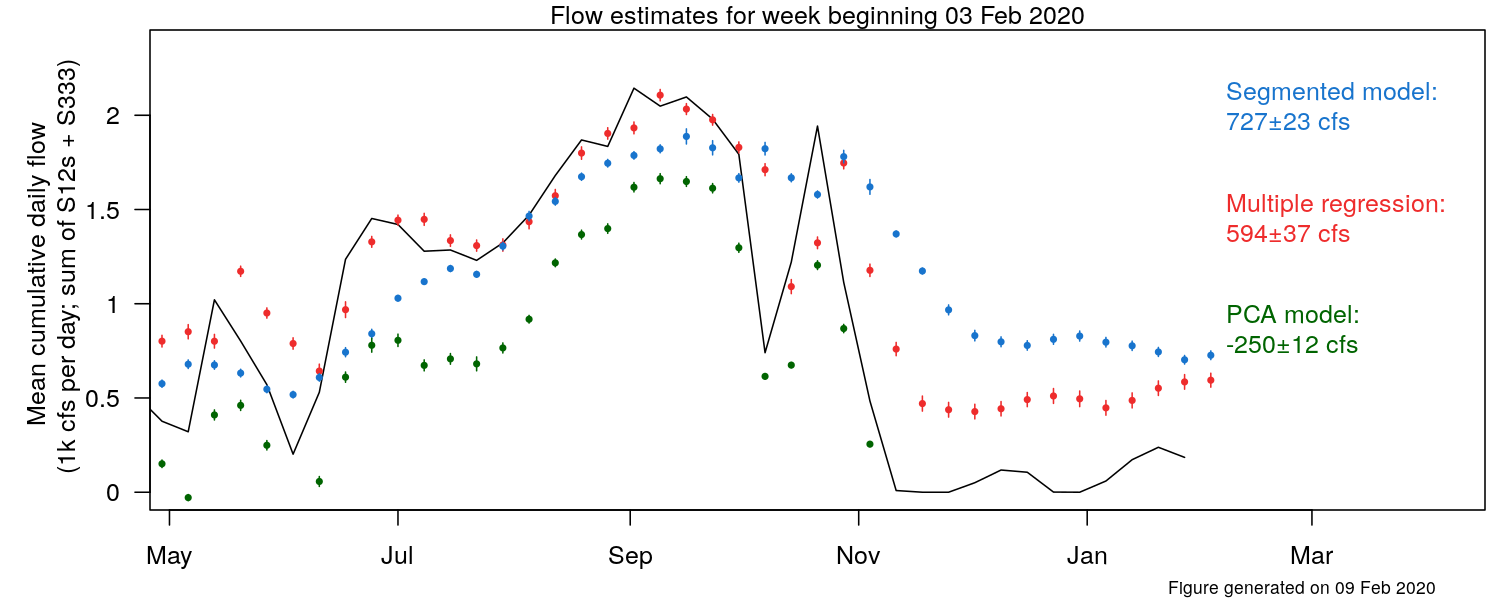 Flow estimates for week beginning 03 Feb 2020
Mean cumulative daily flow
(1k cfs per day; sum of S12s + S333)
2
1.5
1
0.5
0
Segmented model:
727±23 cfs
Multiple regression:
594±37 cfs
PCA model:
-250±12 cfs
May Jul Sep Nov Jan Mar
Figure generated on 09 Feb 2020